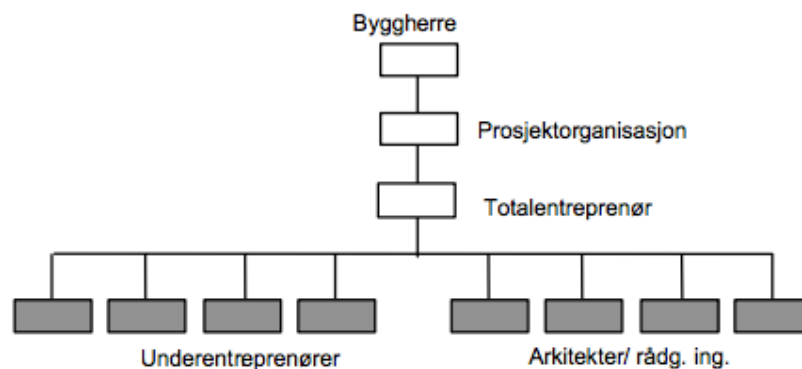 Byggherre
Prosjektorganisasjon
Totalentreprenør
Underentreprenører
Arkitekter/ rådg. ing.